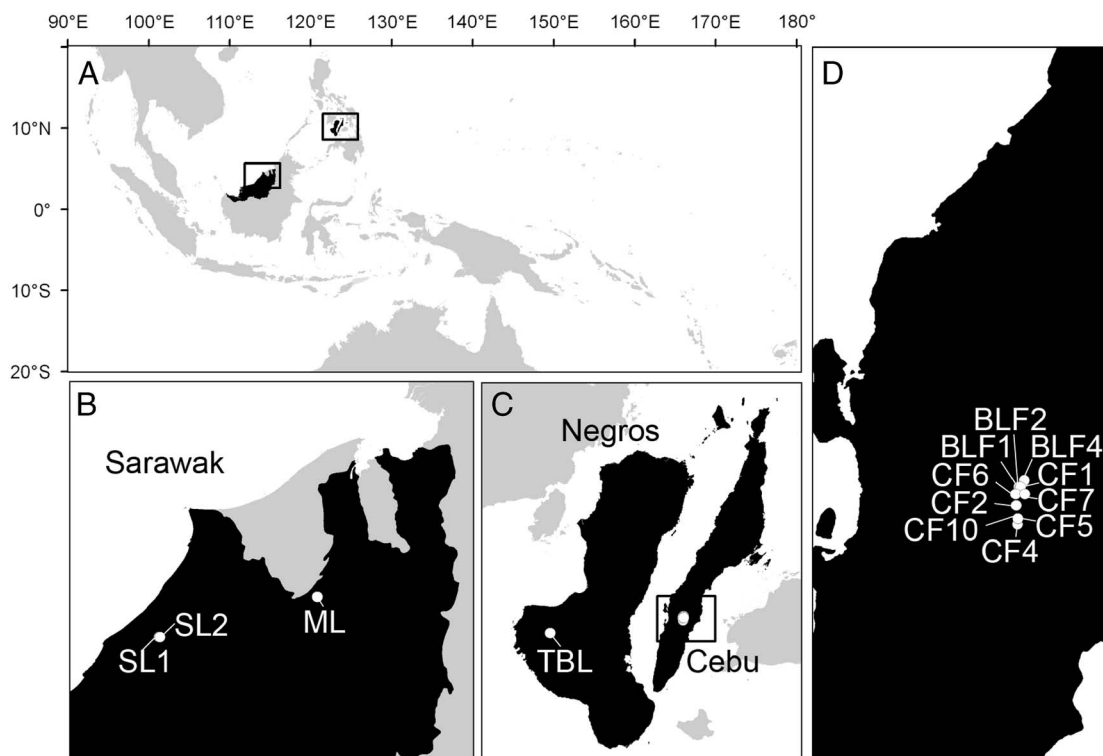 100°E 110°E 120°E 130°E 140°E 150°E 160°E 170°E 180°
A
10°N
0°
10°S
20°S
B
Sarawak
SL2
SL1
ML
C
Negros
TBL
Cebu
D
BLF2
BLF1 BLF4
CF6 CF1
CF2 CF7
CF10 CF5
CF4